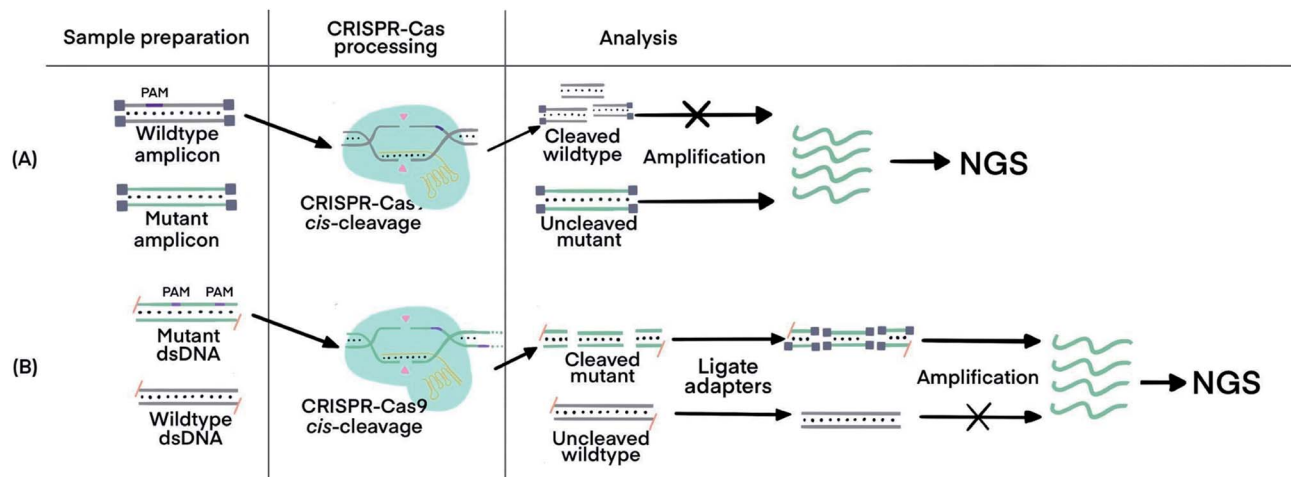 Sample preparation
CRISPR-Cas
processing
Analysis
(A)
PAM
Wildtype
amplicon
Mutant
amplicon
CRISPR-Cas
cis-cleavage
Cleaved
wildtype
Amplification
Uncleaved
mutant
NGS
(B)
PAM PAM
Mutant
dsDNA
Wildtype
dsDNA
CRISPR-Cas9
cis-cleavage
Cleaved
mutant
Ligate
adapters
Uncleaved
wildtype
Amplification
NGS